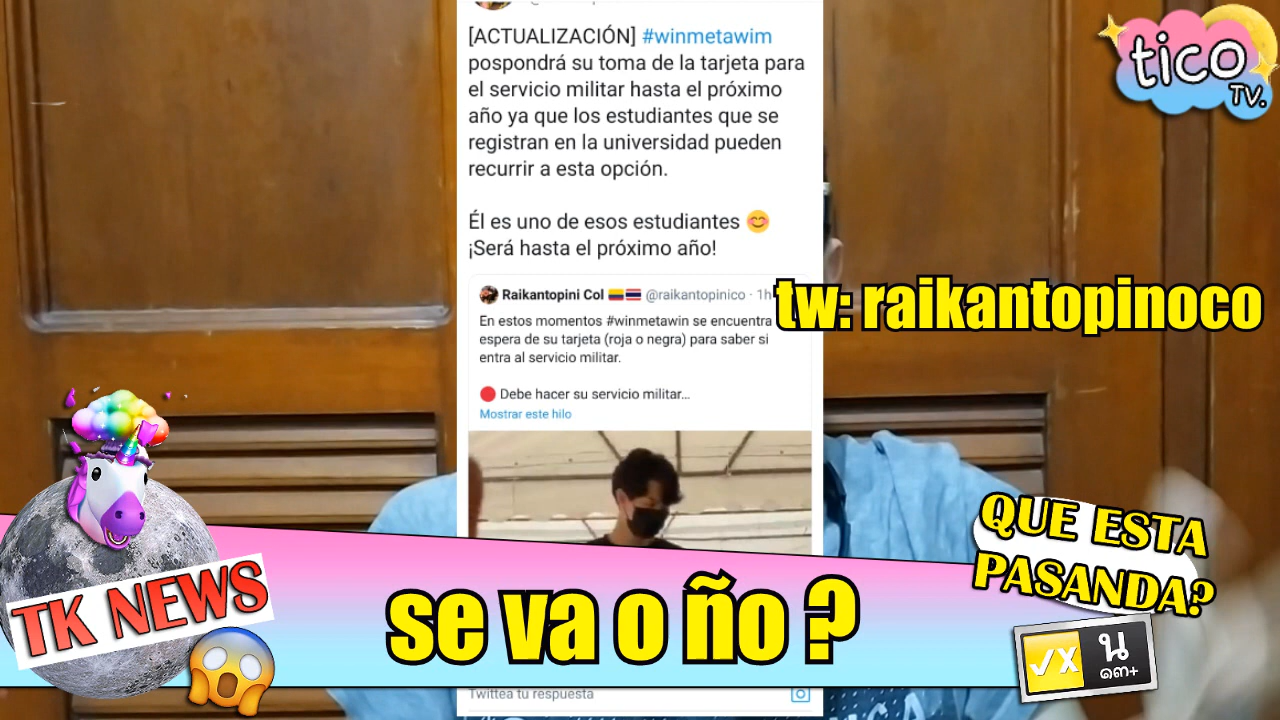 [ACTUALIZACIÓN] #winmetawim
pospondrá su toma de la tarjeta para
el servicio militar hasta el próximo
año ya que los estudiantes que se
registran en la universidad pueden
recurrir a esta opción.
Él es uno de esos estudiantes 😊
¡Será hasta el próximo año!
Raikantopini Col 🇨🇴🇹🇭 @raikantopinico · 1h
En estos momentos #winmetawin se encuentra
espera de su tarjeta (roja o negra) para saber si
entra al servicio militar.
🔴 Debe hacer su servicio militar...
Mostrar este hilo
Twittea tu respuesta
tico
TV.
tw: raikantopinoco
QUE ESTA
PASANDA?
TK NEWS
se va o ño ?
√X
น
๑๓+